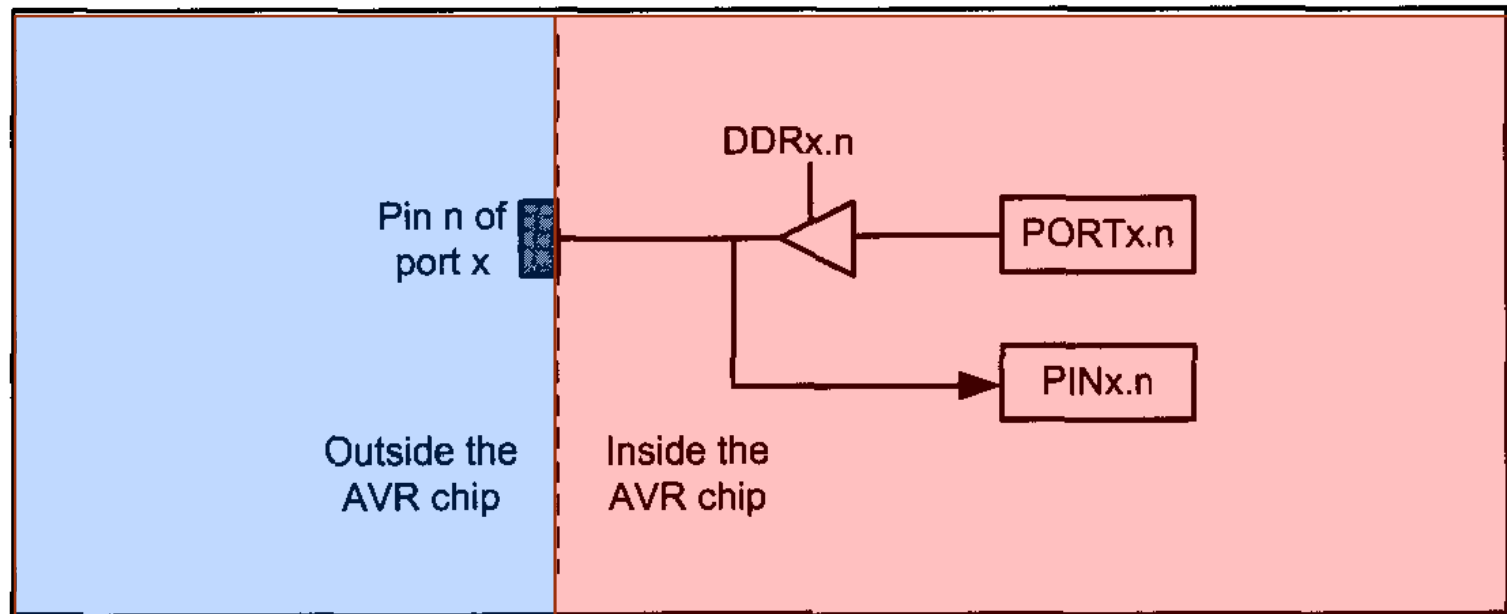 DDRx.n
Pin n of
port x
PORTx.n
PINx.n
Outside the
AVR chip
Inside the
AVR chip